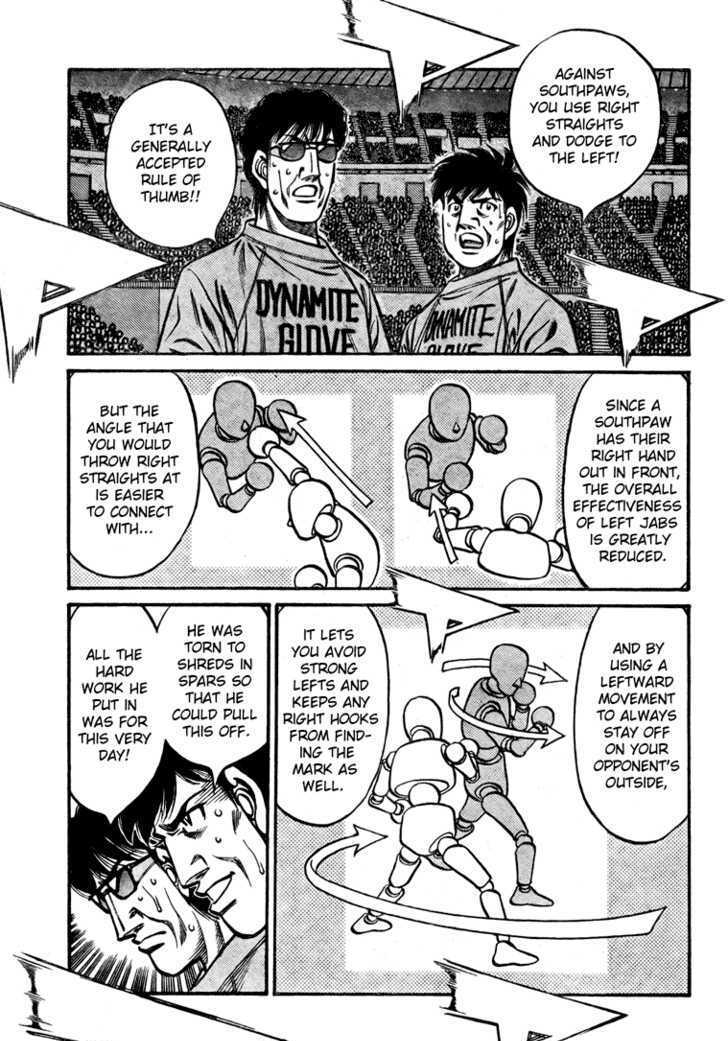 AGAINST
SOUTHPAWS,
YOU USE RIGHT
STRAIGHTS
AND DODGE TO
THE LEFT!
IT'S A
GENERALLY
ACCEPTED
RULE OF
THUMB!!
DYNAMITE
GLOVE
DYNAMITE
GLOVE
SINCE A
SOUTHPAW
HAS THEIR
RIGHT HAND
OUT IN FRONT,
THE OVERALL
EFFECTIVENESS
OF LEFT JABS
IS GREATLY
REDUCED.
BUT THE
ANGLE THAT
YOU WOULD
THROW RIGHT
STRAIGHTS AT
IS EASIER
TO CONNECT
WITH...
AND BY
USING A
LEFTWARD
MOVEMENT
TO ALWAYS
STAY OFF
ON YOUR
OPPONENT'S
OUTSIDE,
IT LETS
YOU AVOID
STRONG
LEFTS AND
KEEPS ANY
RIGHT HOOKS
FROM FIND-
ING THE
MARK AS
WELL.
HE WAS
TORN TO
SHREDS IN
SPARS SO
THAT HE
COULD PULL
THIS OFF.
ALL THE
HARD
WORK HE
PUT IN
WAS FOR
THIS VERY
DAY!